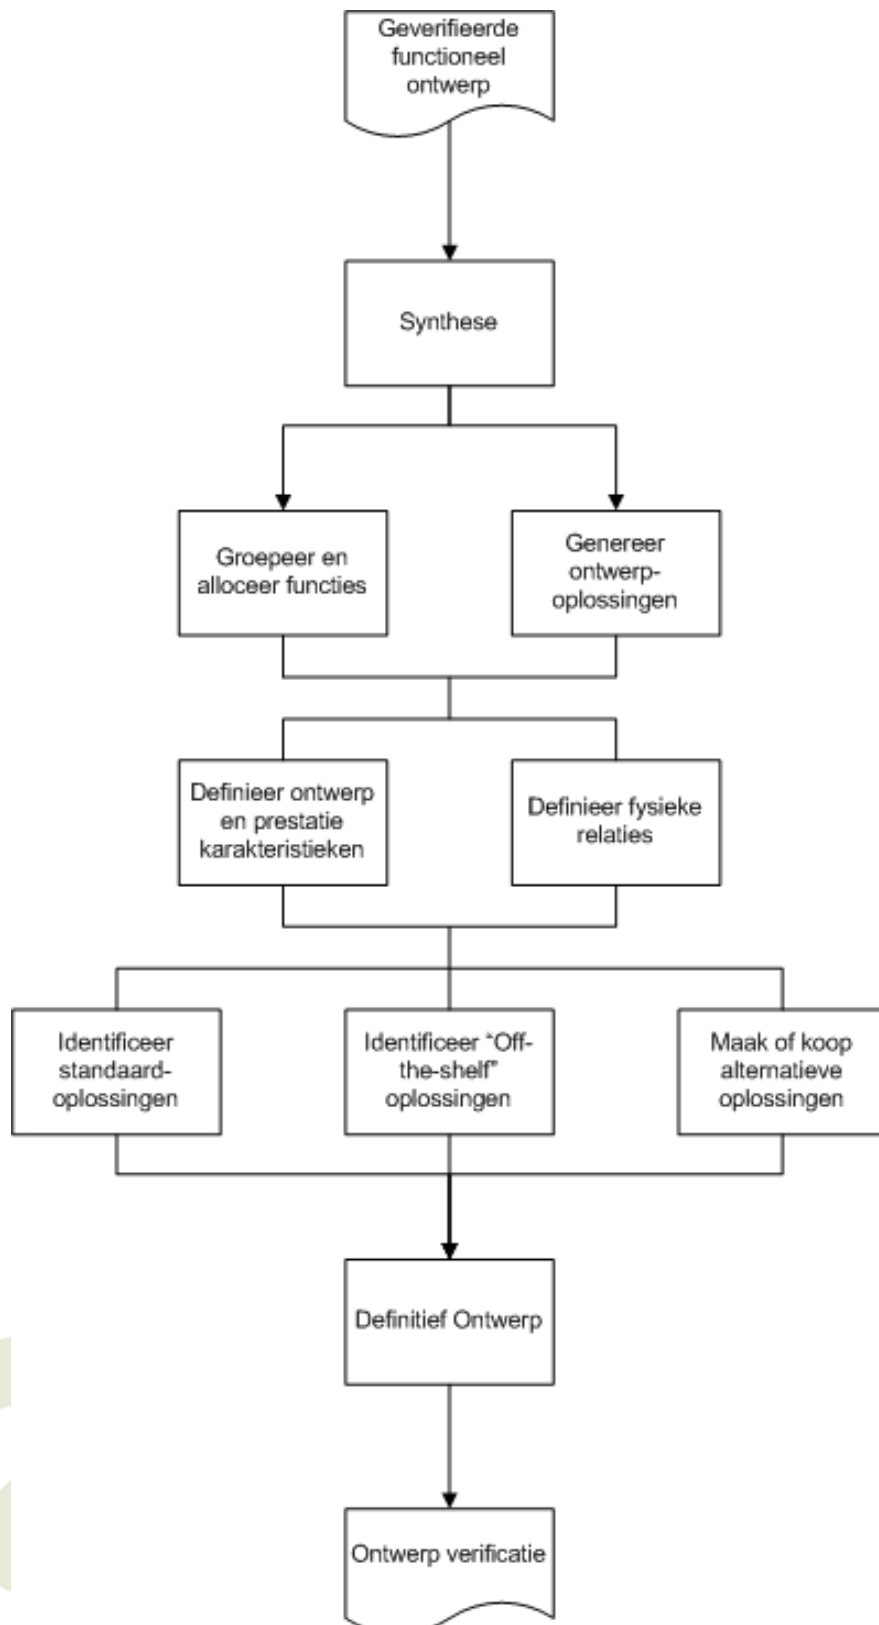 Geverifieerde
functioneel
ontwerp
Synthese
Groepeer en
alloceer functies
Genereer
ontwerp-
oplossingen
Definieer ontwerp
en prestatie
karakteristieken
Definieer fysieke
relaties
Identificeer
standaard-
oplossingen
Identificeer “Off-
the-shelf”
oplossingen
Maak of koop
alternatieve
oplossingen
Definitief Ontwerp
Ontwerp verificatie